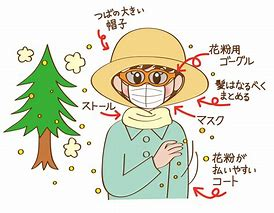 つばの大きい
帽子
花粉用
ゴーグル
髪はなるべく
まとめる
ストール
マスク
花粉が
払いやすい
コート